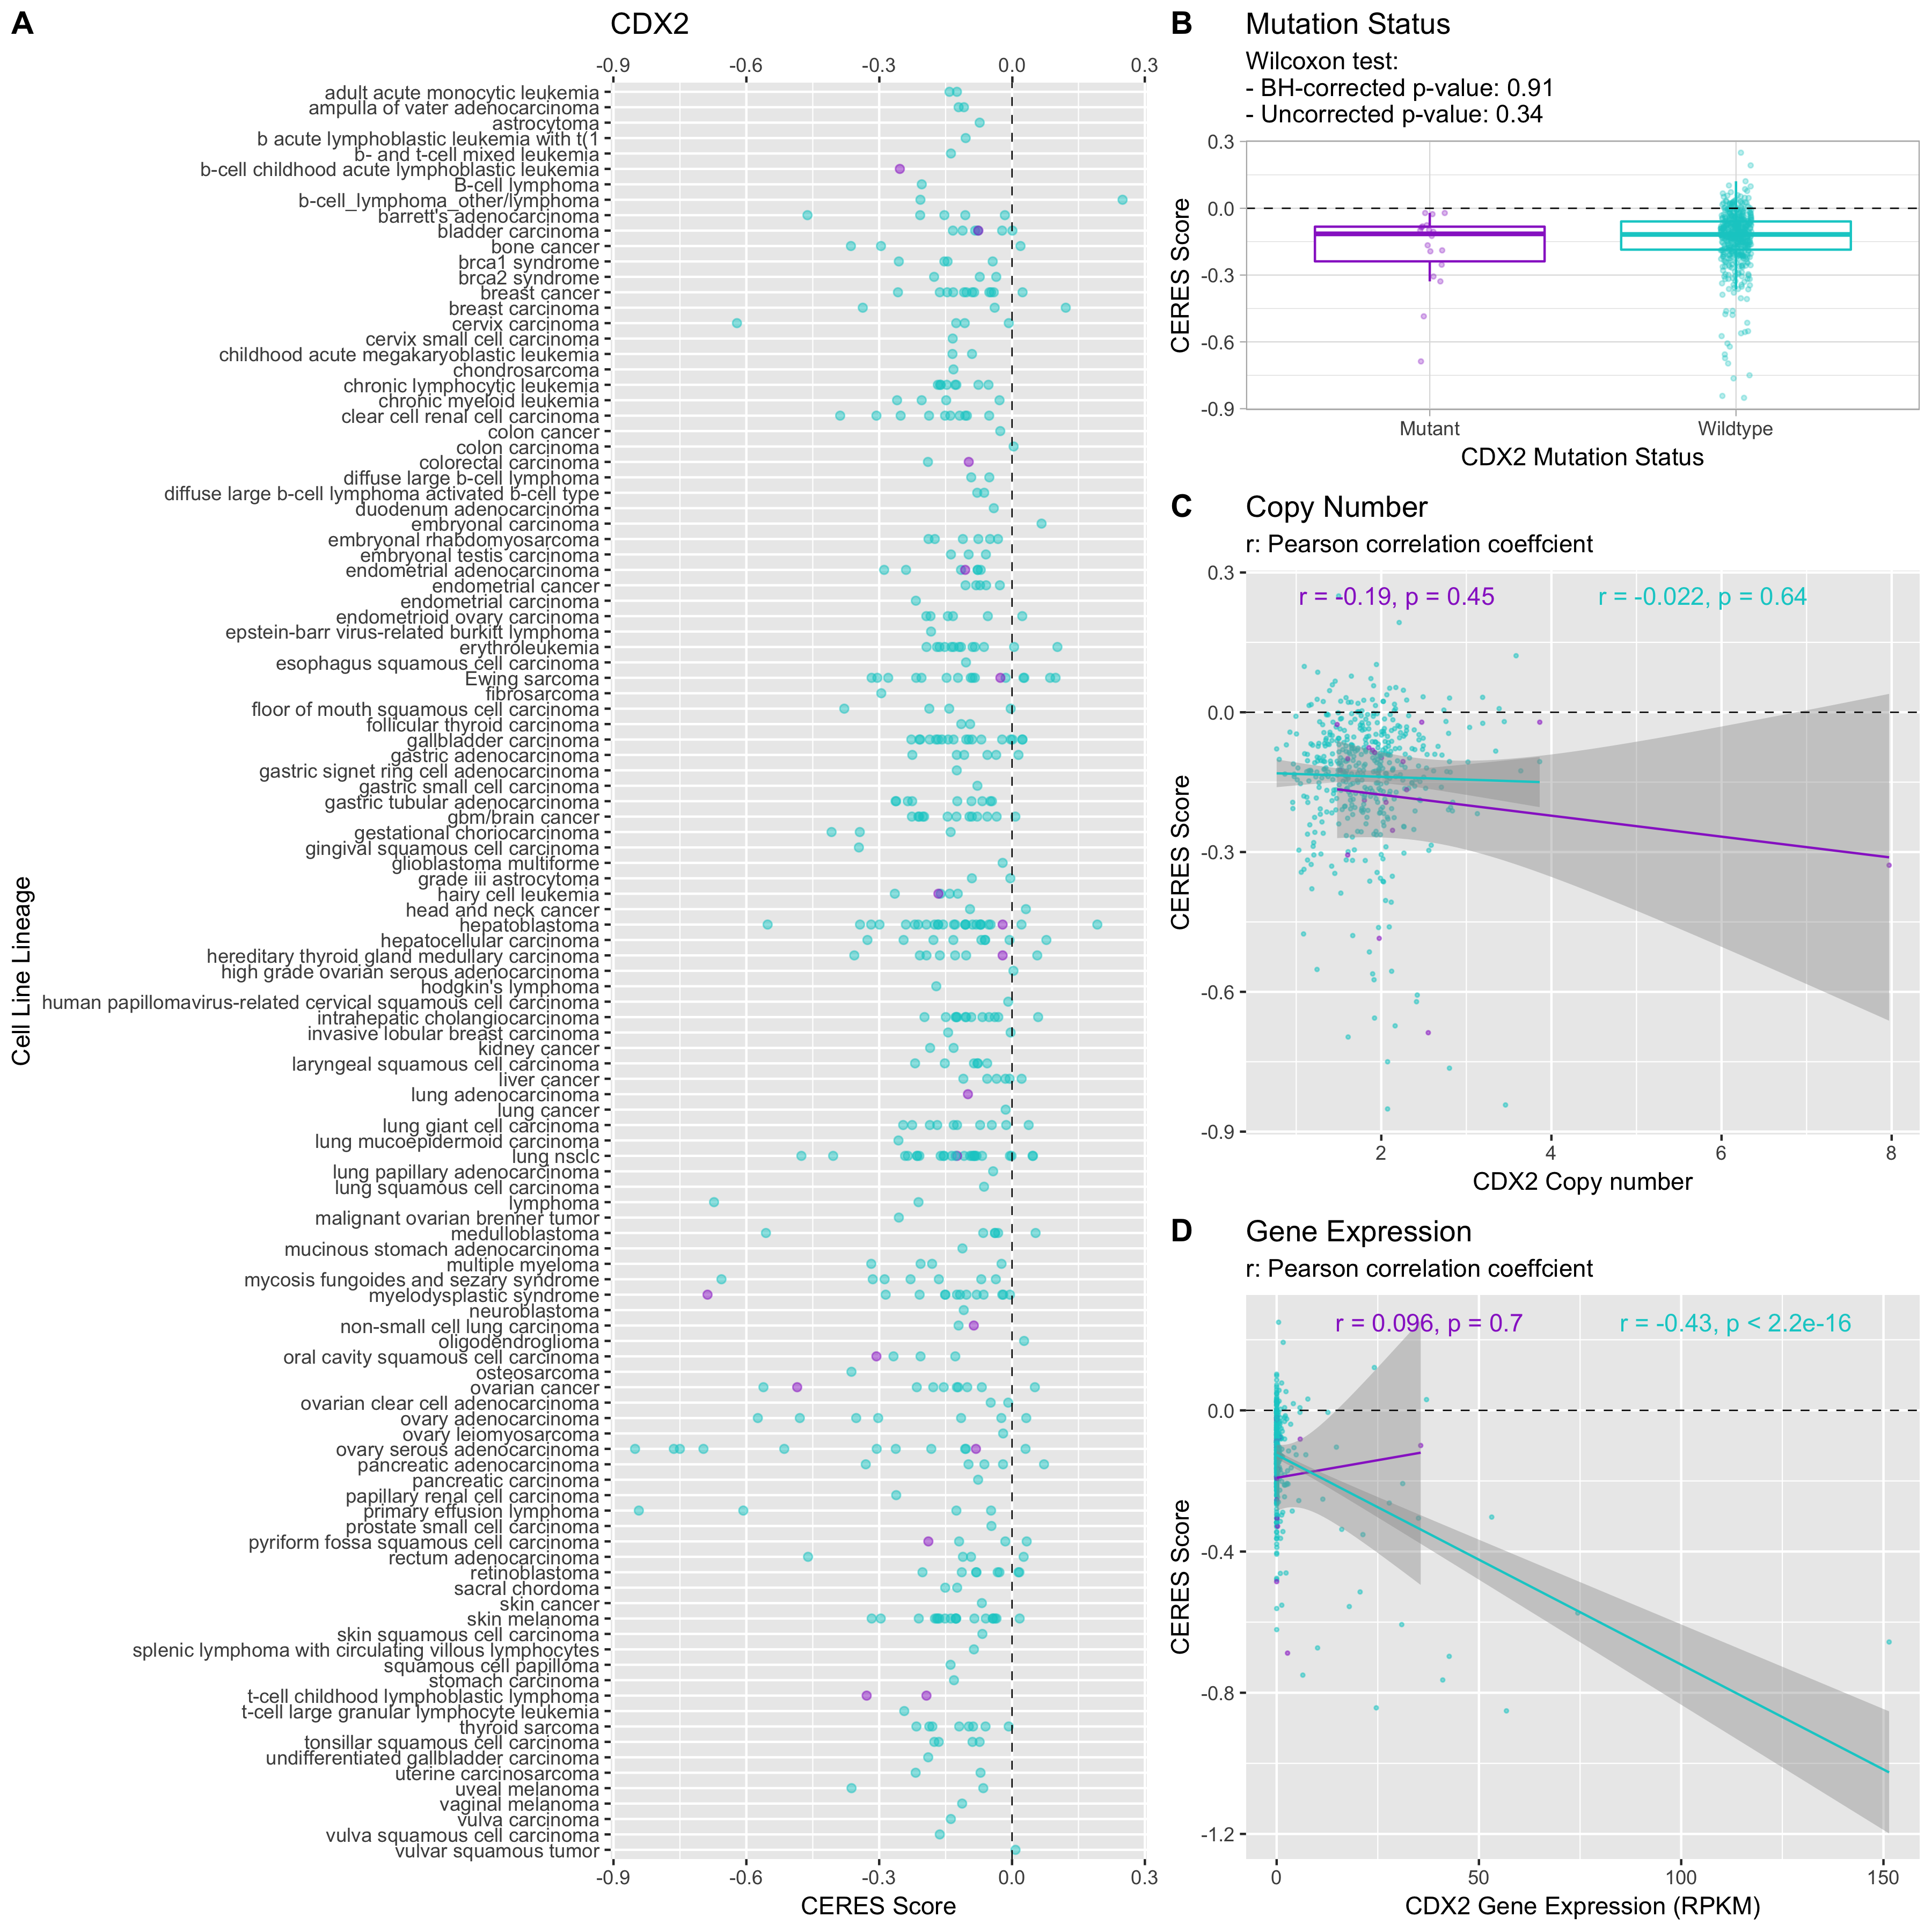 A
CDX2
-0.9 -0.6 -0.3 0.0 0.3
Cell Line Lineage
adult acute monocytic leukemia
ampulla of vater adenocarcinoma
astrocytoma
b acute lymphoblastic leukemia with t(1
b- and t-cell mixed leukemia
b-cell childhood acute lymphoblastic leukemia
B-cell lymphoma
b-cell_lymphoma_other/lymphoma
barrett's adenocarcinoma
bladder carcinoma
bone cancer
brca1 syndrome
brca2 syndrome
breast cancer
breast carcinoma
cervix carcinoma
cervix small cell carcinoma
childhood acute megakaryoblastic leukemia
chondrosarcoma
chronic lymphocytic leukemia
chronic myeloid leukemia
clear cell renal cell carcinoma
colon cancer
colon carcinoma
colorectal carcinoma
diffuse large b-cell lymphoma
diffuse large b-cell lymphoma activated b-cell type
duodenum adenocarcinoma
embryonal carcinoma
embryonal rhabdomyosarcoma
embryonal testis carcinoma
endometrial adenocarcinoma
endometrial cancer
endometrial carcinoma
endometrioid ovary carcinoma
epstein-barr virus-related burkitt lymphoma
erythroleukemia
esophagus squamous cell carcinoma
Ewing sarcoma
fibrosarcoma
floor of mouth squamous cell carcinoma
follicular thyroid carcinoma
gallbladder carcinoma
gastric adenocarcinoma
gastric signet ring cell adenocarcinoma
gastric small cell carcinoma
gastric tubular adenocarcinoma
gbm/brain cancer
gestational choriocarcinoma
gingival squamous cell carcinoma
glioblastoma multiforme
grade iii astrocytoma
hairy cell leukemia
head and neck cancer
hepatoblastoma
hepatocellular carcinoma
hereditary thyroid gland medullary carcinoma
high grade ovarian serous adenocarcinoma
hodgkin's lymphoma
human papillomavirus-related cervical squamous cell carcinoma
intrahepatic cholangiocarcinoma
invasive lobular breast carcinoma
kidney cancer
laryngeal squamous cell carcinoma
liver cancer
lung adenocarcinoma
lung cancer
lung giant cell carcinoma
lung mucoepidermoid carcinoma
lung nsclc
lung papillary adenocarcinoma
lung squamous cell carcinoma
lymphoma
malignant ovarian brenner tumor
medulloblastoma
mucinous stomach adenocarcinoma
multiple myeloma
mycosis fungoides and sezary syndrome
myelodysplastic syndrome
neuroblastoma
non-small cell lung carcinoma
oligodendroglioma
oral cavity squamous cell carcinoma
osteosarcoma
ovarian cancer
ovarian clear cell adenocarcinoma
ovary adenocarcinoma
ovary leiomyosarcoma
ovary serous adenocarcinoma
pancreatic adenocarcinoma
pancreatic carcinoma
papillary renal cell carcinoma
primary effusion lymphoma
prostate small cell carcinoma
pyriform fossa squamous cell carcinoma
rectum adenocarcinoma
retinoblastoma
sacral chordoma
skin cancer
skin melanoma
skin squamous cell carcinoma
splenic lymphoma with circulating villous lymphocytes
squamous cell papilloma
stomach carcinoma
t-cell childhood lymphoblastic lymphoma
t-cell large granular lymphocyte leukemia
thyroid sarcoma
tonsillar squamous cell carcinoma
undifferentiated gallbladder carcinoma
uterine carcinosarcoma
uveal melanoma
vaginal melanoma
vulva carcinoma
vulva squamous cell carcinoma
vulvar squamous tumor
-0.9 -0.6 -0.3 0.0 0.3
CERES Score
B
Mutation Status
Wilcoxon test:
- BH-corrected p-value: 0.91
- Uncorrected p-value: 0.34
CERES Score
0.3
0.0
-0.3
-0.6
-0.9
Mutant Wildtype
CDX2 Mutation Status
C
Copy Number
r: Pearson correlation coeffcient
r = -0.19, p = 0.45 r = -0.022, p = 0.64
CERES Score
0.3
0.0
-0.3
-0.6
-0.9
2 4 6 8
CDX2 Copy number
D
Gene Expression
r: Pearson correlation coeffcient
r = 0.096, p = 0.7 r = -0.43, p < 2.2e-16
CERES Score
0.0
-0.4
-0.8
-1.2
0 50 100 150
CDX2 Gene Expression (RPKM)